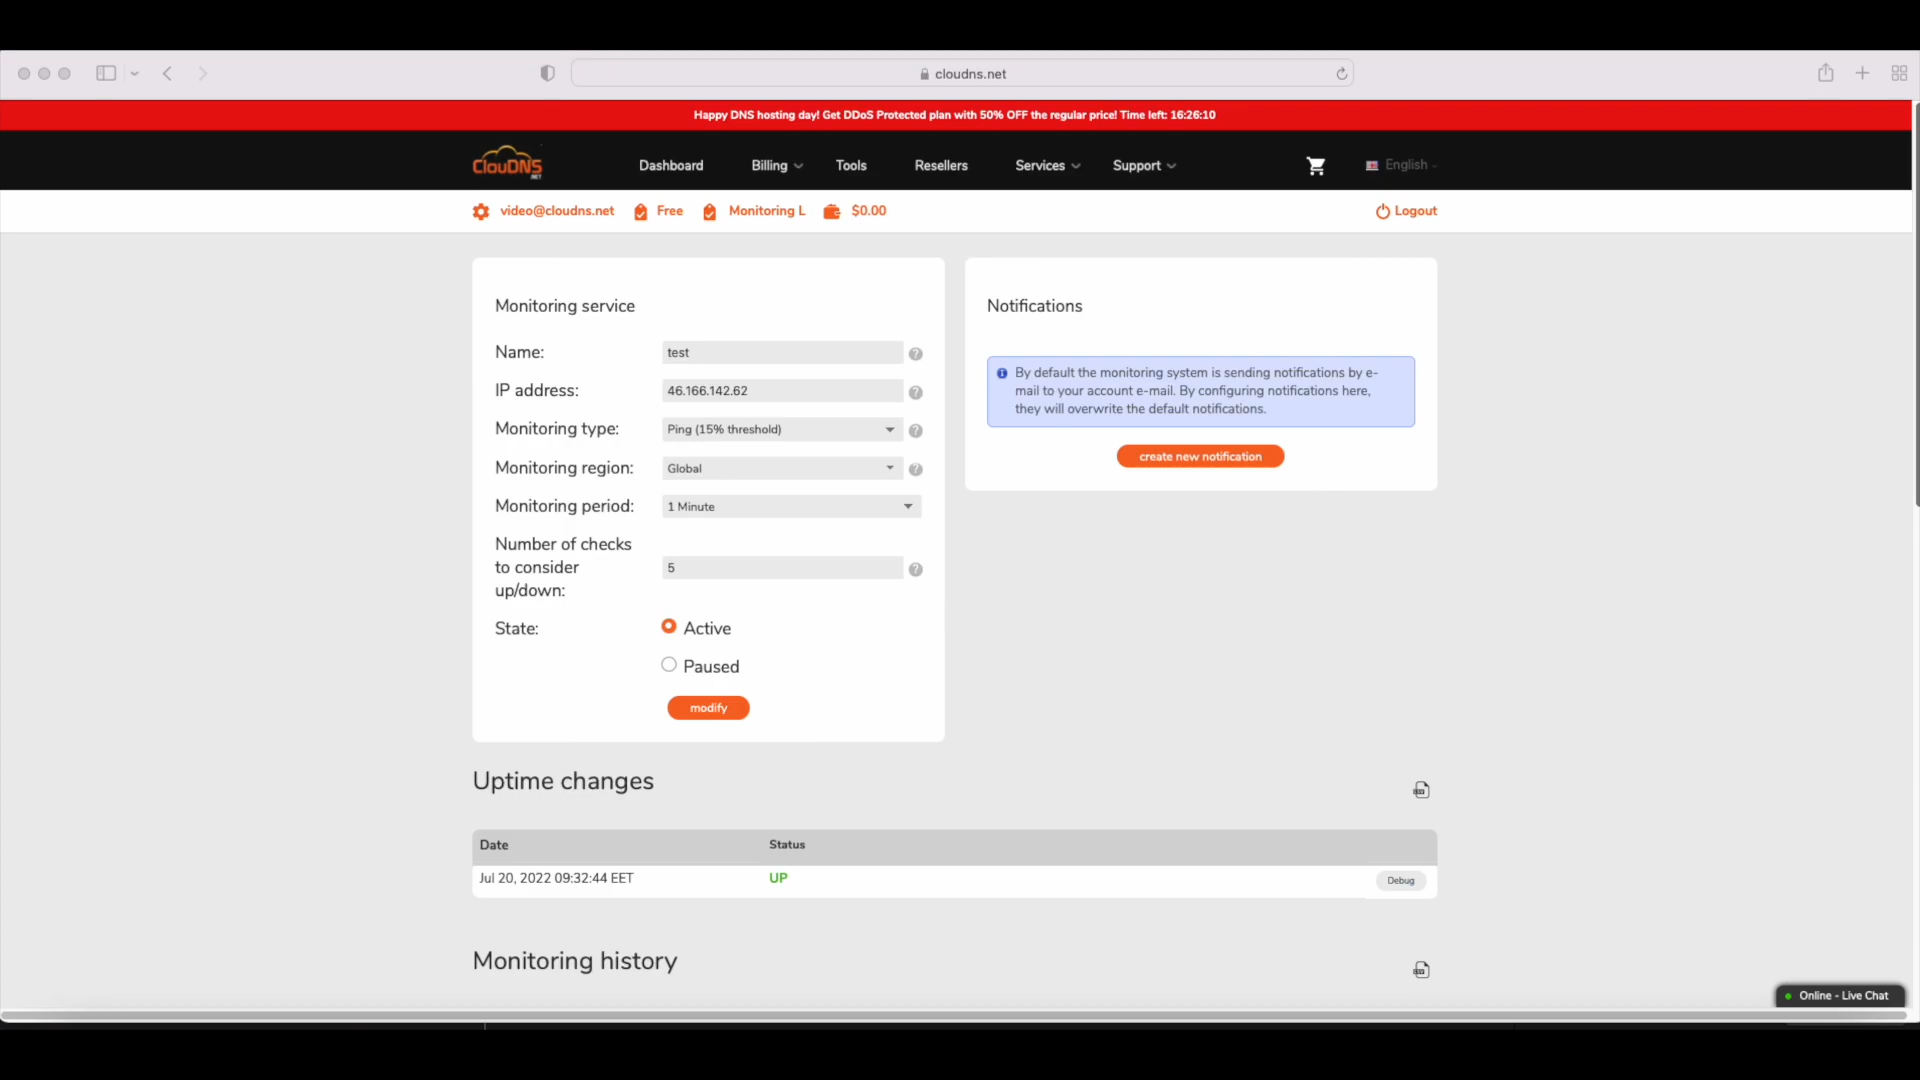 cloudns.net
Happy DNS hosting day! Get DDoS Protected plan with 50% OFF the regular price! Time left: 16:26:10
ClouDNS
.NET
Dashboard
Billing
Tools
Resellers
Services
Support
English
video@cloudns.net
Free
Monitoring L
$0.00
Logout
Monitoring service
Name:
test
IP address:
46.166.142.62
Monitoring type:
Ping (15% threshold)
Monitoring region:
Global
Monitoring period:
1 Minute
Number of checks
to consider
up/down:
5
State:
Active
Paused
modify
Notifications
By default the monitoring system is sending notifications by e-
mail to your account e-mail. By configuring notifications here,
they will overwrite the default notifications.
create new notification
Uptime changes
Date
Status
Jul 20, 2022 09:32:44 EET
UP
Debug
Monitoring history
Online - Live Chat